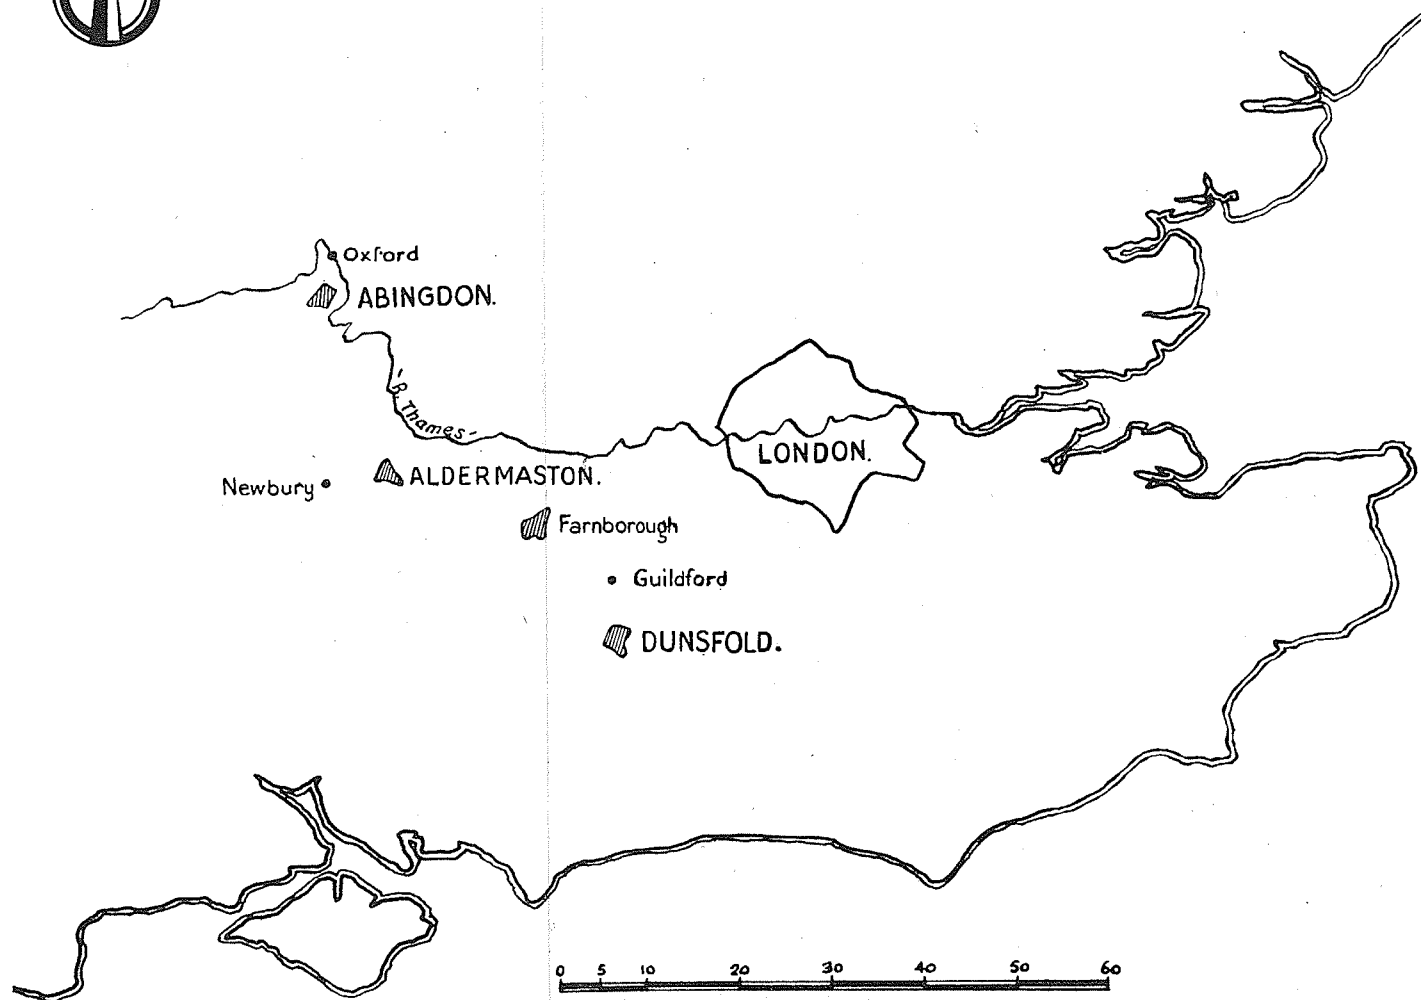 Oxford
ABINGDON.
-R. Thames-
LONDON.
Newbury
ALDERMASTON.
Farnborough
Guildford
DUNSFOLD.
0 5 10 20 30 40 50 60